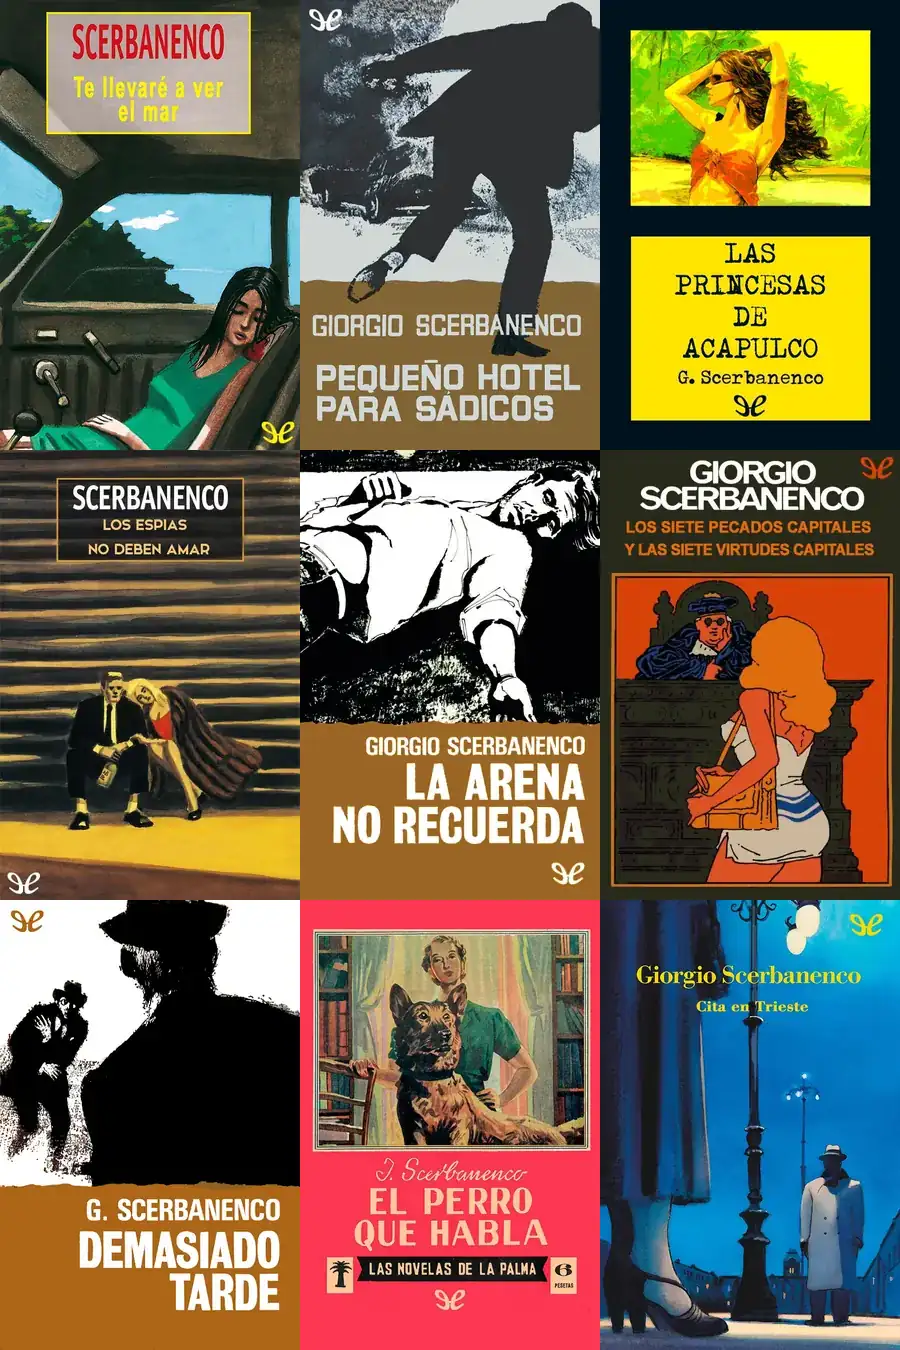 SCERBANENCO
Te llevaré a ver
el mar
GIORGIO SCERBANENCO
PEQUEÑO HOTEL
PARA SÁDICOS
LAS
PRINCESAS
DE
ACAPULCO
G. Scerbanenco
SCERBANENCO
LOS ESPIAS
NO DEBEN AMAR
GIORGIO SCERBANENCO
LA ARENA
NO RECUERDA
GIORGIO
SCERBANENCO
LOS SIETE PECADOS CAPITALES
Y LAS SIETE VIRTUDES CAPITALES
G. SCERBANENCO
DEMASIADO
TARDE
J. Scerbanenco
EL PERRO
QUE HABLA
LAS NOVELAS DE LA PALMA
6
PESETAS
Giorgio Scerbanenco
Cita en Trieste